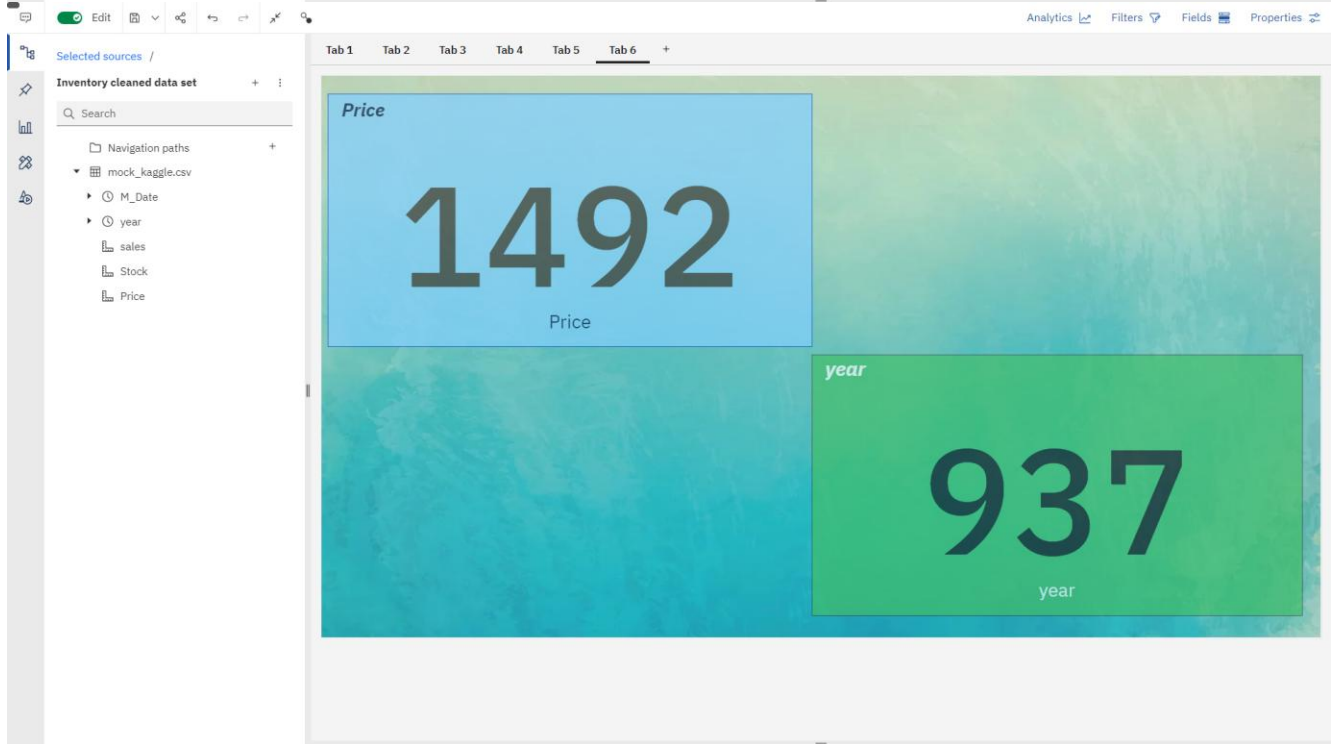 Edit
Analytics
Filters
Fields
Properties
Selected sources /
Tab 1
Tab 2
Tab 3
Tab 4
Tab 5
Tab 6
+
Inventory cleaned data set
+
Search
Navigation paths
+
mock_kaggle.csv
M_Date
year
sales
Stock
Price
Price
1492
Price
year
937
year